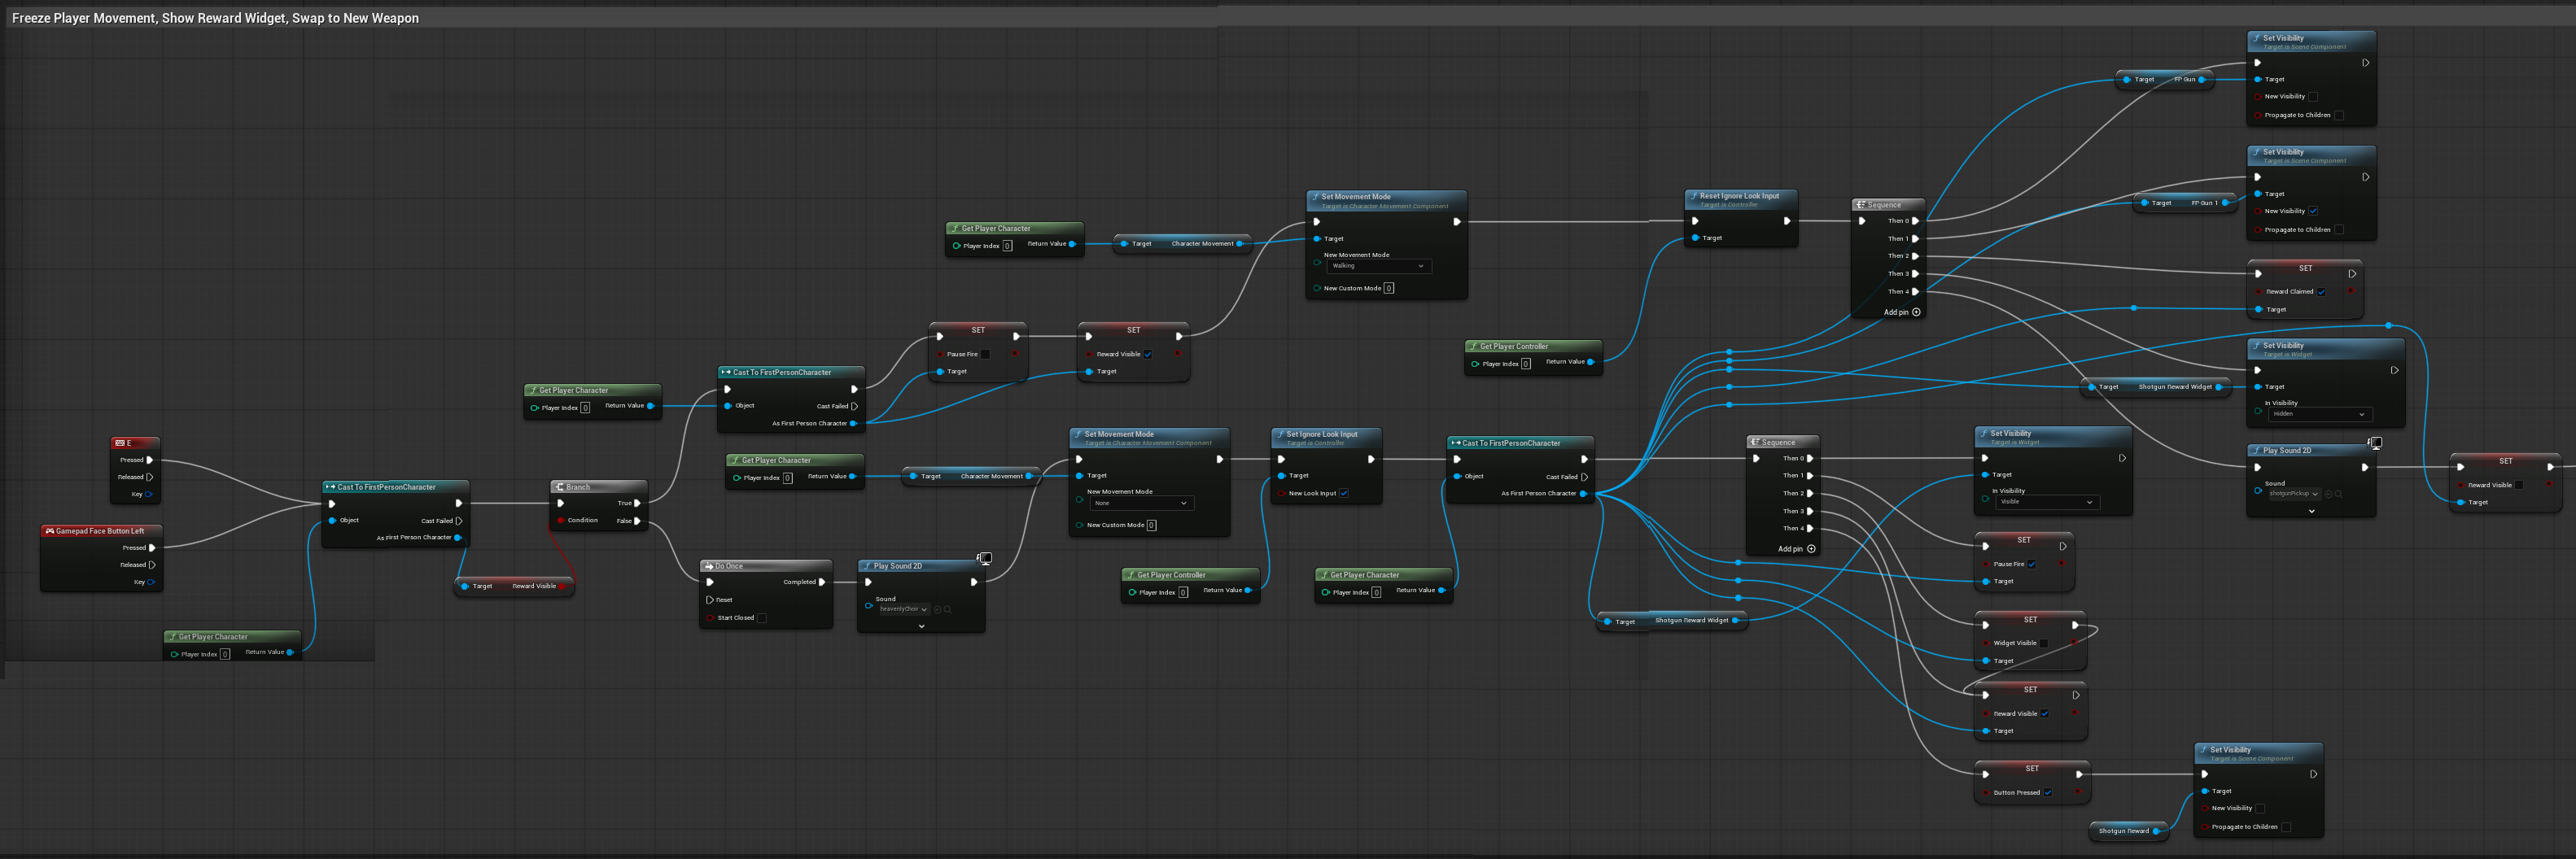 Freeze Player Movement, Show Reward Widget, Swap to New Weapon
E
Pressed
Released
Key
Gamepad Face Button Left
Pressed
Released
Key
Get Player Character
Player Index 0
Return Value
Cast To FirstPersonCharacter
Object
Cast Failed
As First Person Character
Target
Reward Visible
Branch
Condition
True
False
Get Player Character
Player Index 0
Return Value
Cast To FirstPersonCharacter
Object
Cast Failed
As First Person Character
SET
Pause Fire
Target
SET
Reward Visible
Target
Get Player Character
Player Index 0
Return Value
Target
Character Movement
Set Movement Mode
Target is Character Movement Component
Target
New Movement Mode
Walking
New Custom Mode 0
Do Once
Completed
Reset
Start Closed
Play Sound 2D
Sound
heavenlyChoir
Get Player Character
Player Index 0
Return Value
Target
Character Movement
Set Movement Mode
Target is Character Movement Component
Target
New Movement Mode
None
New Custom Mode 0
Get Player Controller
Player Index 0
Return Value
Set Ignore Look Input
Target is Controller
Target
New Look Input
Get Player Character
Player Index 0
Return Value
Cast To FirstPersonCharacter
Object
Cast Failed
As First Person Character
Get Player Controller
Player Index 0
Return Value
Reset Ignore Look Input
Target is Controller
Target
Sequence
Then 0
Then 1
Then 2
Then 3
Then 4
Add pin
Target
FP Gun
Set Visibility
Target is Scene Component
Target
New Visibility
Propagate to Children
Target
FP Gun 1
Set Visibility
Target is Scene Component
Target
New Visibility
Propagate to Children
SET
Reward Claimed
Target
Target
Shotgun Reward Widget
Set Visibility
Target is Widget
Target
In Visibility
Hidden
Play Sound 2D
Sound
shotgunPickup
SET
Reward Visible
Target
Sequence
Then 0
Then 1
Then 2
Then 3
Then 4
Add pin
Target
Shotgun Reward Widget
Set Visibility
Target is Widget
Target
In Visibility
Visible
SET
Pause Fire
Target
SET
Widget Visible
Target
SET
Reward Visible
Target
SET
Button Pressed
Shotgun Reward
Set Visibility
Target is Scene Component
Target
New Visibility
Propagate to Children